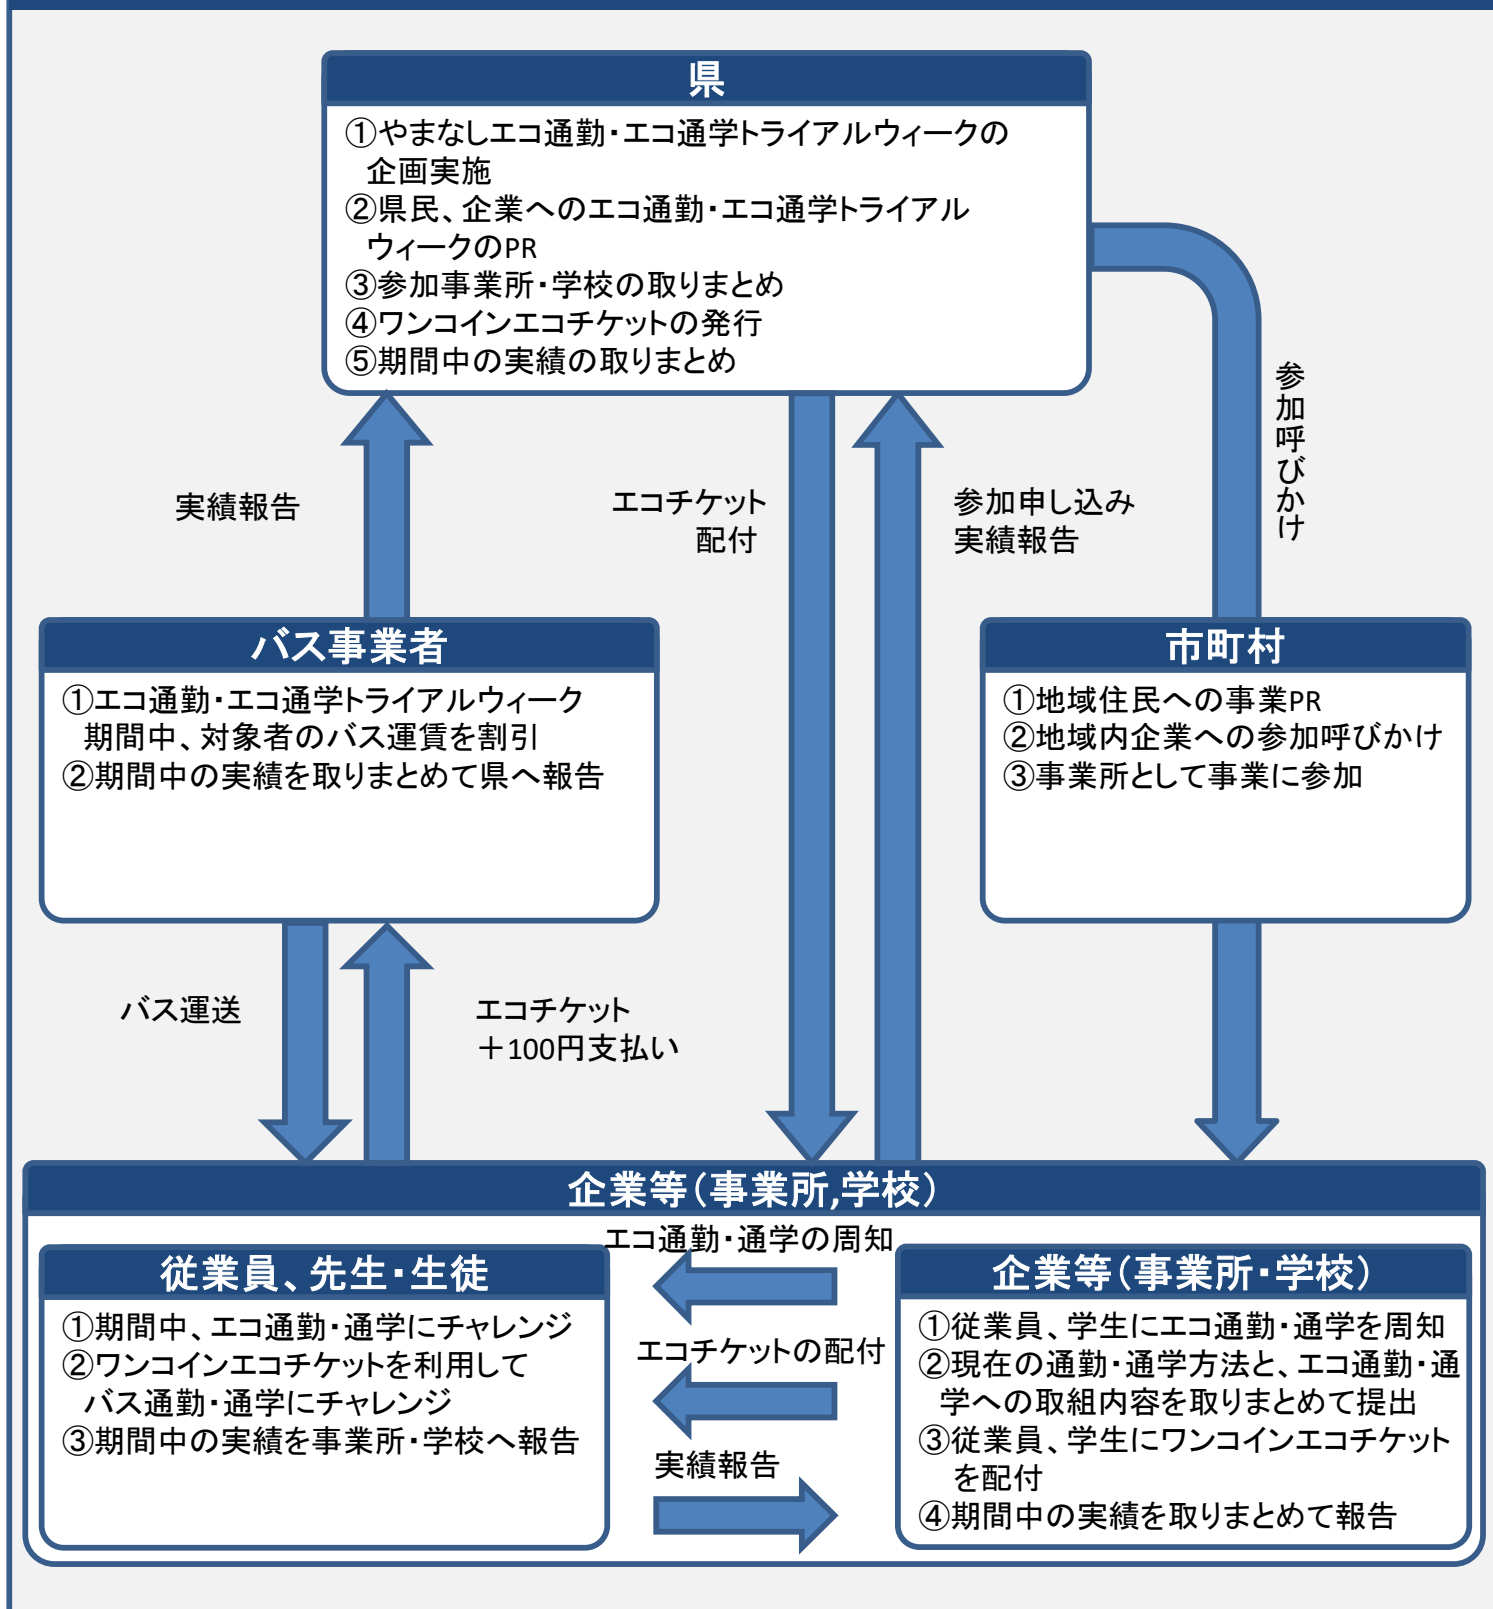 県
①やまなしエコ通勤・エコ通学トライアルウィークの
企画実施
②県民、企業へのエコ通勤・エコ通学トライアル
ウィークのPR
③参加事業所・学校の取りまとめ
④ワンコインエコチケットの発行
⑤期間中の実績の取りまとめ
参加呼びかけ
実績報告
エコチケット
配付
参加申し込み
実績報告
バス事業者
①エコ通勤・エコ通学トライアルウィーク
期間中、対象者のバス運賃を割引
②期間中の実績を取りまとめて県へ報告
市町村
①地域住民への事業PR
②地域内企業への参加呼びかけ
③事業所として事業に参加
バス運送
エコチケット
＋100円支払い
企業等（事業所,学校）
エコ通勤・通学の周知
従業員、先生・生徒
①期間中、エコ通勤・通学にチャレンジ
②ワンコインエコチケットを利用して
バス通勤・通学にチャレンジ
③期間中の実績を事業所・学校へ報告
エコチケットの配付
実績報告
企業等（事業所・学校）
①従業員、学生にエコ通勤・通学を周知
②現在の通勤・通学方法と、エコ通勤・通
学への取組内容を取りまとめて提出
③従業員、学生にワンコインエコチケット
を配付
④期間中の実績を取りまとめて報告